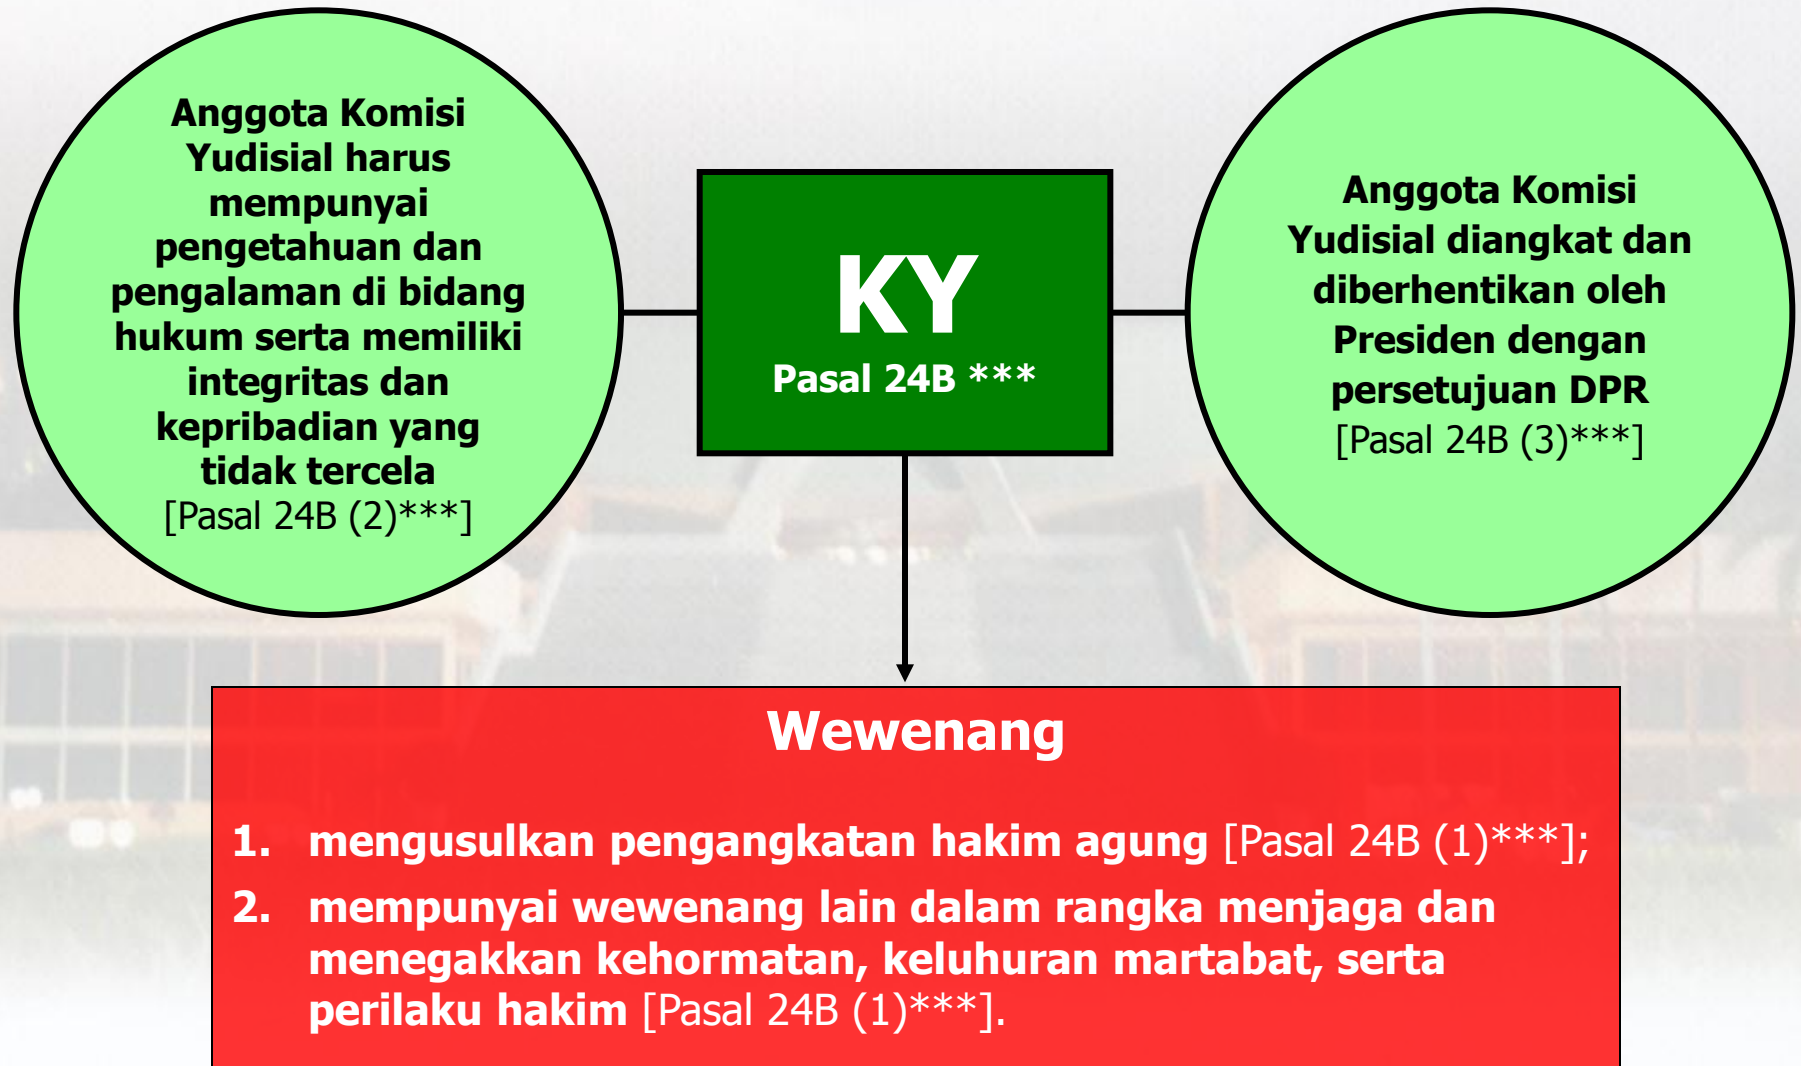 Anggota Komisi
Yudisial harus
mempunyai
pengetahuan dan
pengalaman di bidang
hukum serta memiliki
integritas dan
kepribadian yang
tidak tercela
[Pasal 24B (2)***]
KY
Pasal 24B ***
Anggota Komisi
Yudisial diangkat dan
diberhentikan oleh
Presiden dengan
persetujuan DPR
[Pasal 24B (3)***]
Wewenang
1. mengusulkan pengangkatan hakim agung [Pasal 24B (1)***];
2. mempunyai wewenang lain dalam rangka menjaga dan
menegakkan kehormatan, keluhuran martabat, serta
perilaku hakim [Pasal 24B (1)***].